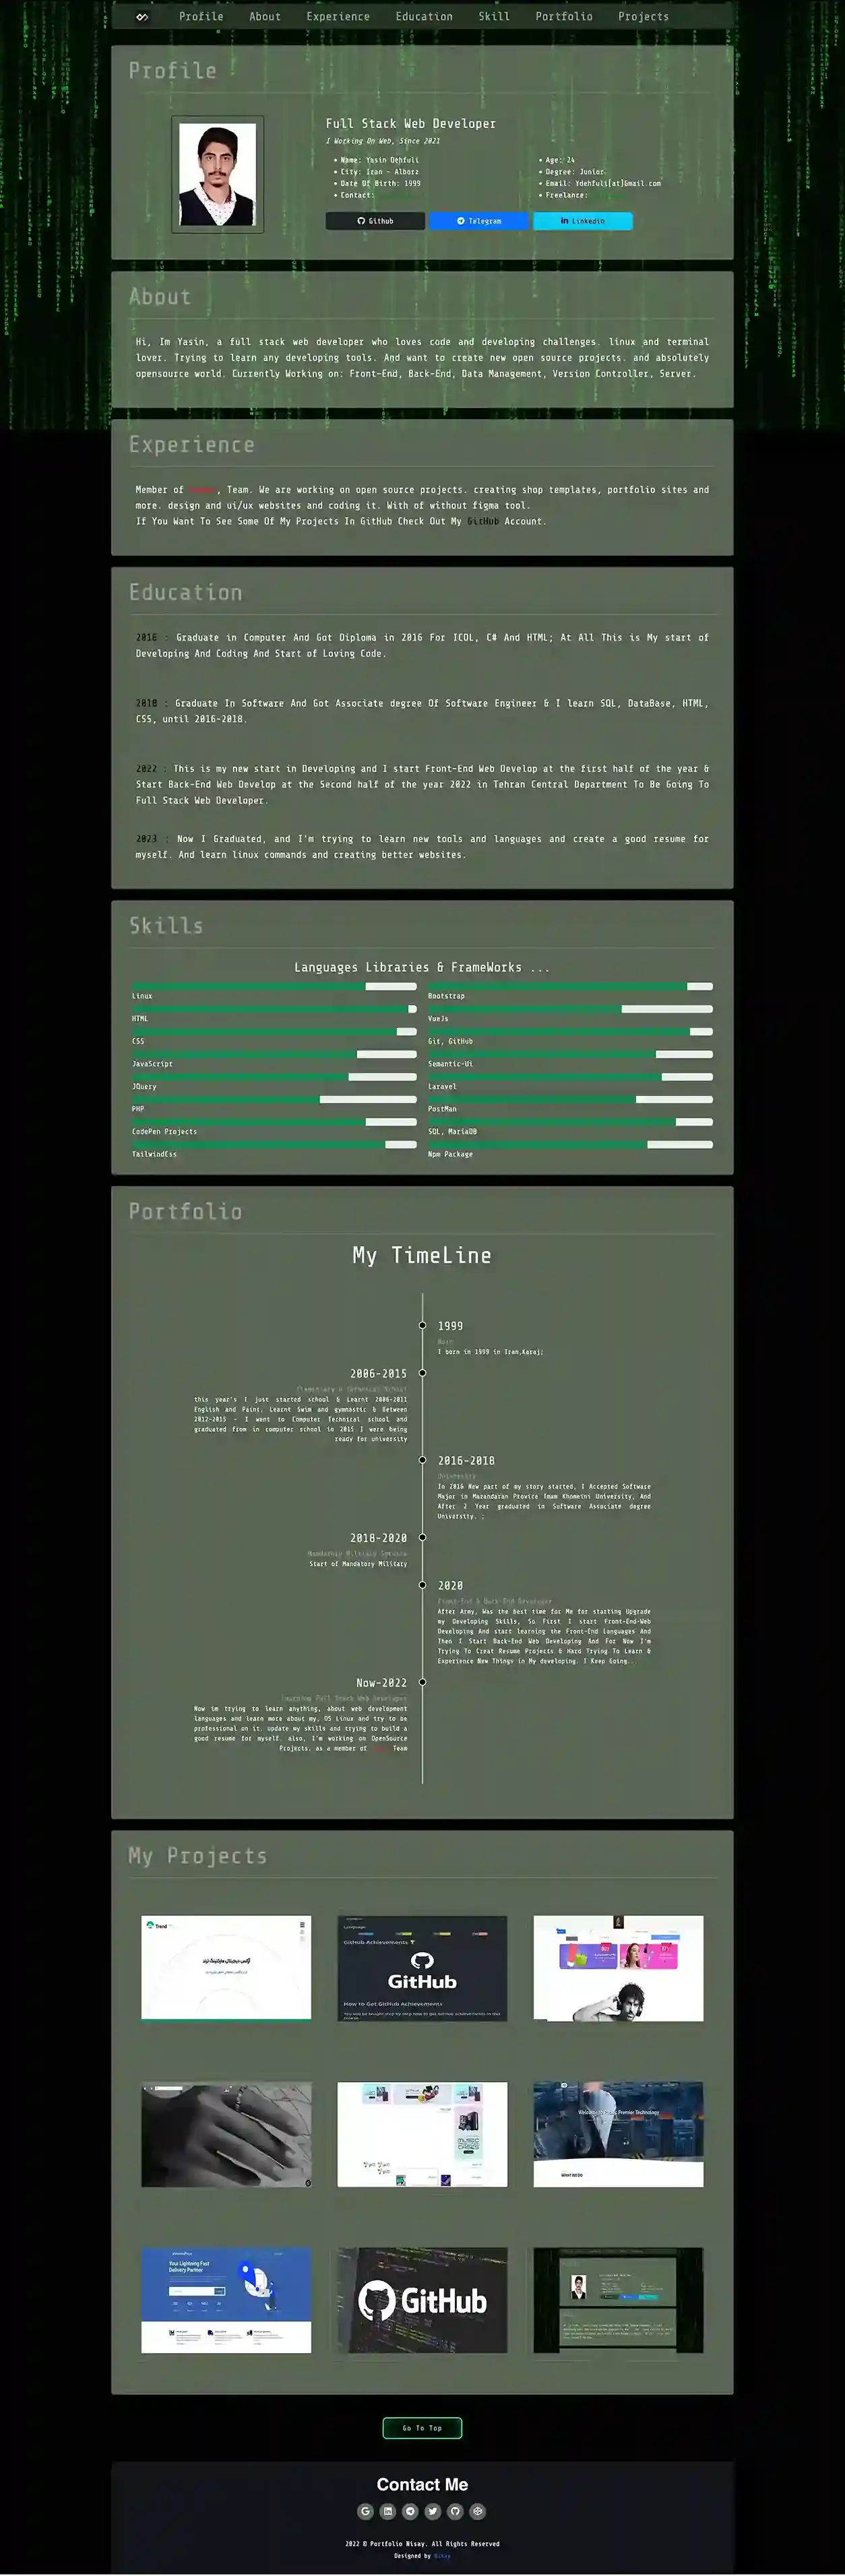 Profile About Experience Education Skill Portfolio Projects
Profile
Full Stack Web Developer
I Working On Web, Since 2021
Name: Yasin Dehfuli
City: Iran - Alborz
Date Of Birth: 1999
Contact:
Age: 24
Degree: Junior
Email: Ydehfuli[at]Gmail.com
Freelance:
Github
Telegram
Linkedin
About
Hi, Im Yasin, a full stack web developer who loves code and developing challenges. linux and terminal
lover. Trying to learn any developing tools. And want to create new open source projects. and absolutely
opensource world. Currently Working on: Front-End, Back-End, Data Management, Version Controller, Server.
Experience
Member of , Team. We are working on open source projects. creating shop templates, portfolio sites and
more. design and ui/ux websites and coding it. With of without figma tool.
If You Want To See Some Of My Projects In GitHub Check Out My GitHub Account.
Education
2016 : Graduate in Computer And Got Diploma in 2016 For ICDL, C# And HTML; At All This is My start of
Developing And Coding And Start of Loving Code.
2018 : Graduate In Software And Got Associate degree Of Software Engineer & I learn SQL, DataBase, HTML,
CSS, until 2016-2018.
2022 : This is my new start in Developing and I start Front-End Web Develop at the first half of the year &
Start Back-End Web Develop at the Second half of the year 2022 in Tehran Central Department To Be Going To
Full Stack Web Developer.
2023 : Now I Graduated, and I'm trying to learn new tools and languages and create a good resume for
myself. And learn linux commands and creating better websites.
Skills
Languages Libraries & FrameWorks ...
Linux
HTML
CSS
JavaScript
JQuery
PHP
CodePen Projects
TailwindCss
Bootstrap
VueJs
Git, GitHub
Semantic-Ui
Laravel
PostMan
SQL, MariaDB
Npm Package
Portfolio
My TimeLine
1999
Born
I born in 1999 in Iran,Karaj;
2006-2015
Elementary & Technical School
this year's I just started school & Learnt 2006-2011
English and Paint. Learnt Swim and gymnastic & Between
2012-2015 - I went to Computer Technical school and
graduated from in computer school in 2015 I were being
ready for university
2016-2018
University
In 2016 New part of my story started, I Accepted Software
Major in Mazandaran Provice Imam Khomeini University, And
After 2 Year graduated in Software Associate degree
University. ;
2018-2020
Mandatory Military Service
Start of Mandatory Military
2020
Front-End & Back-End Developer
After Army, Was the best time for Me for starting Upgrade
my Developing Skills, So First I start Front-End-Web
Developing And start learning the Front-End Languages And
Then I Start Back-End Web Developing And For Now I'm
Trying To Creat Resume Projects & Hard Trying To Learn &
Experience New Things in My developing. I Keep Going...
Now-2022
Learning Full Stack Web Developer
Now im trying to learn anything, about web development
languages and learn more about my, OS Linux and try to be
professional on it. update my skills and trying to build a
good resume for myself. also, I'm working on OpenSource
Projects. as a member of Team
My Projects
Trend
GitHub Achievements
GitHub
How to Get GitHub Achievements
WHAT WE DO
Your Lightning Fast
Delivery Partner
GitHub
Go To Top
Contact Me
2022 © Portfolio Nisay. All Rights Reserved
Designed by Nisay